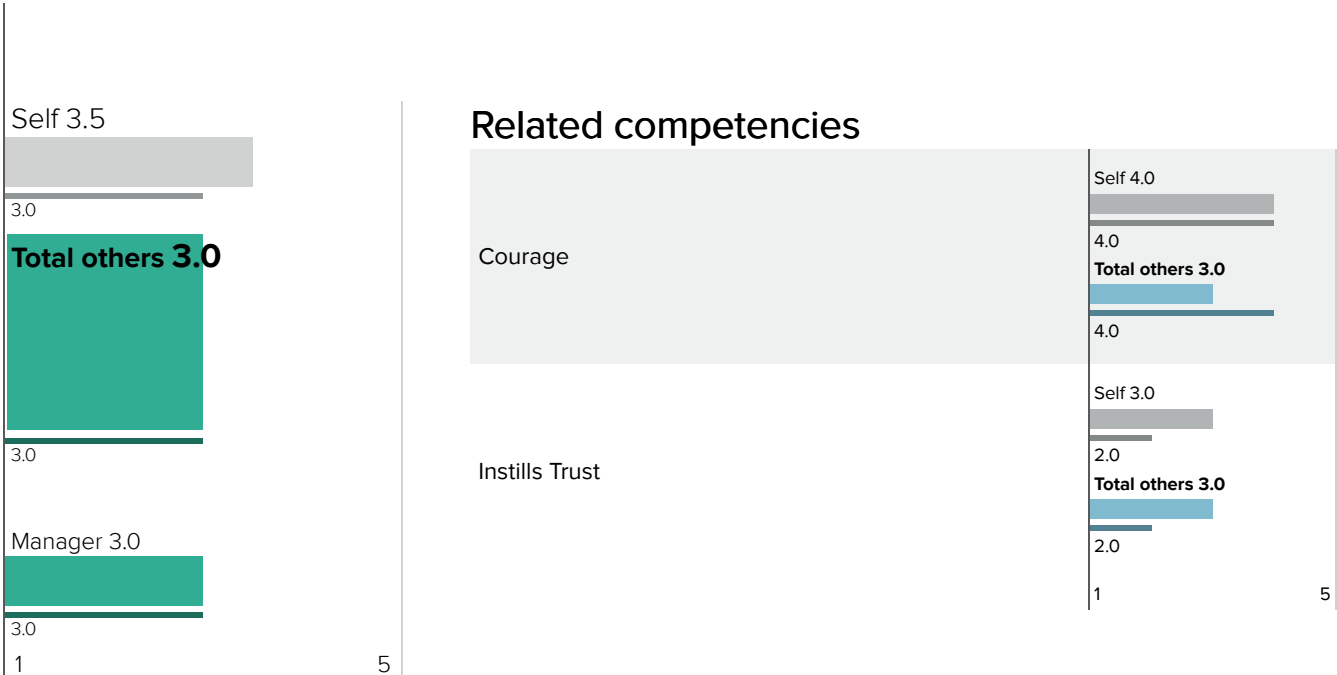 Self 3.5
3.0
Total others 3.0
3.0
Manager 3.0
3.0
1 5
Related competencies
Courage
Self 4.0
4.0
Total others 3.0
4.0
Instills Trust
Self 3.0
2.0
Total others 3.0
2.0
1 5